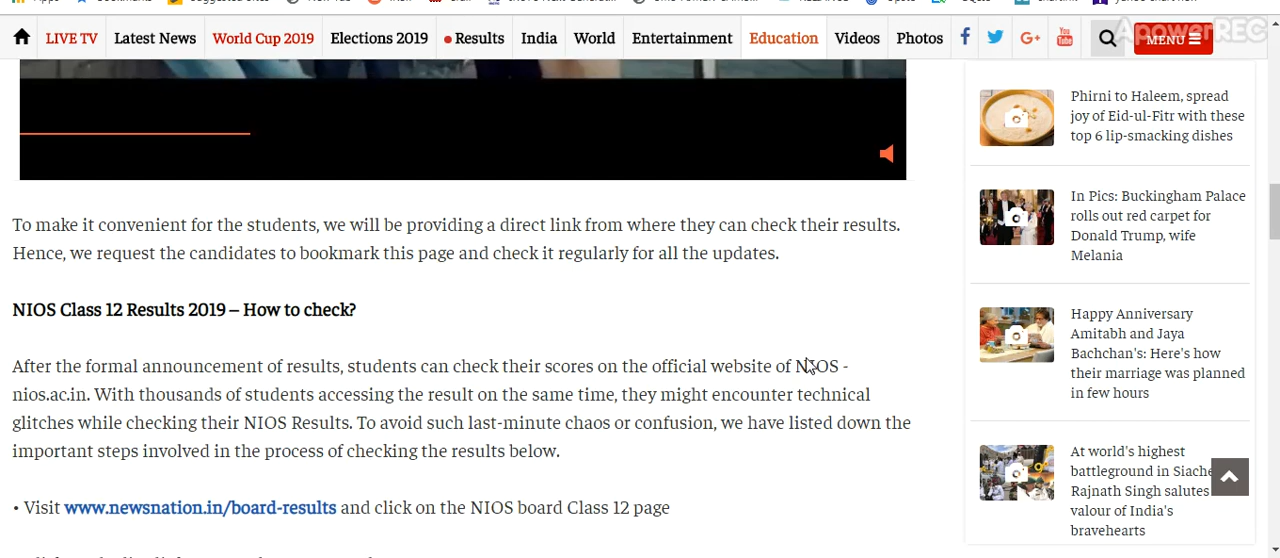 LIVE TV Latest News World Cup 2019 Elections 2019 Results India World Entertainment Education Videos Photos MENU
ApowerREC
To make it convenient for the students, we will be providing a direct link from where they can check their results.
Hence, we request the candidates to bookmark this page and check it regularly for all the updates.
NIOS Class 12 Results 2019 – How to check?
After the formal announcement of results, students can check their scores on the official website of NIOS -
nios.ac.in. With thousands of students accessing the result on the same time, they might encounter technical
glitches while checking their NIOS Results. To avoid such last-minute chaos or confusion, we have listed down the
important steps involved in the process of checking the results below.
• Visit www.newsnation.in/board-results and click on the NIOS board Class 12 page
Phirni to Haleem, spread
joy of Eid-ul-Fitr with these
top 6 lip-smacking dishes
In Pics: Buckingham Palace
rolls out red carpet for
Donald Trump, wife
Melania
Happy Anniversary
Amitabh and Jaya
Bachchan's: Here's how
their marriage was planned
in few hours
At world's highest
battleground in
Rajnath Singh salutes
valour of India's
bravehearts